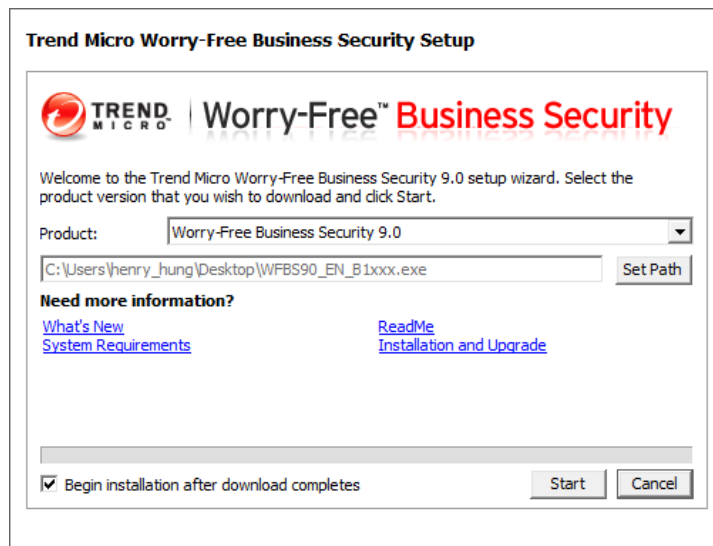 Trend Micro Worry-Free Business Security Setup
TREND MICRO | Worry-Free™ Business Security
Welcome to the Trend Micro Worry-Free Business Security 9.0 setup wizard. Select the
product version that you wish to download and click Start.
Product: Worry-Free Business Security 9.0
C:\Users\henry_hung\Desktop\WFBS90_EN_B1xxx.exe Set Path
Need more information?
What's New ReadMe
System Requirements Installation and Upgrade
Begin installation after download completes Start Cancel